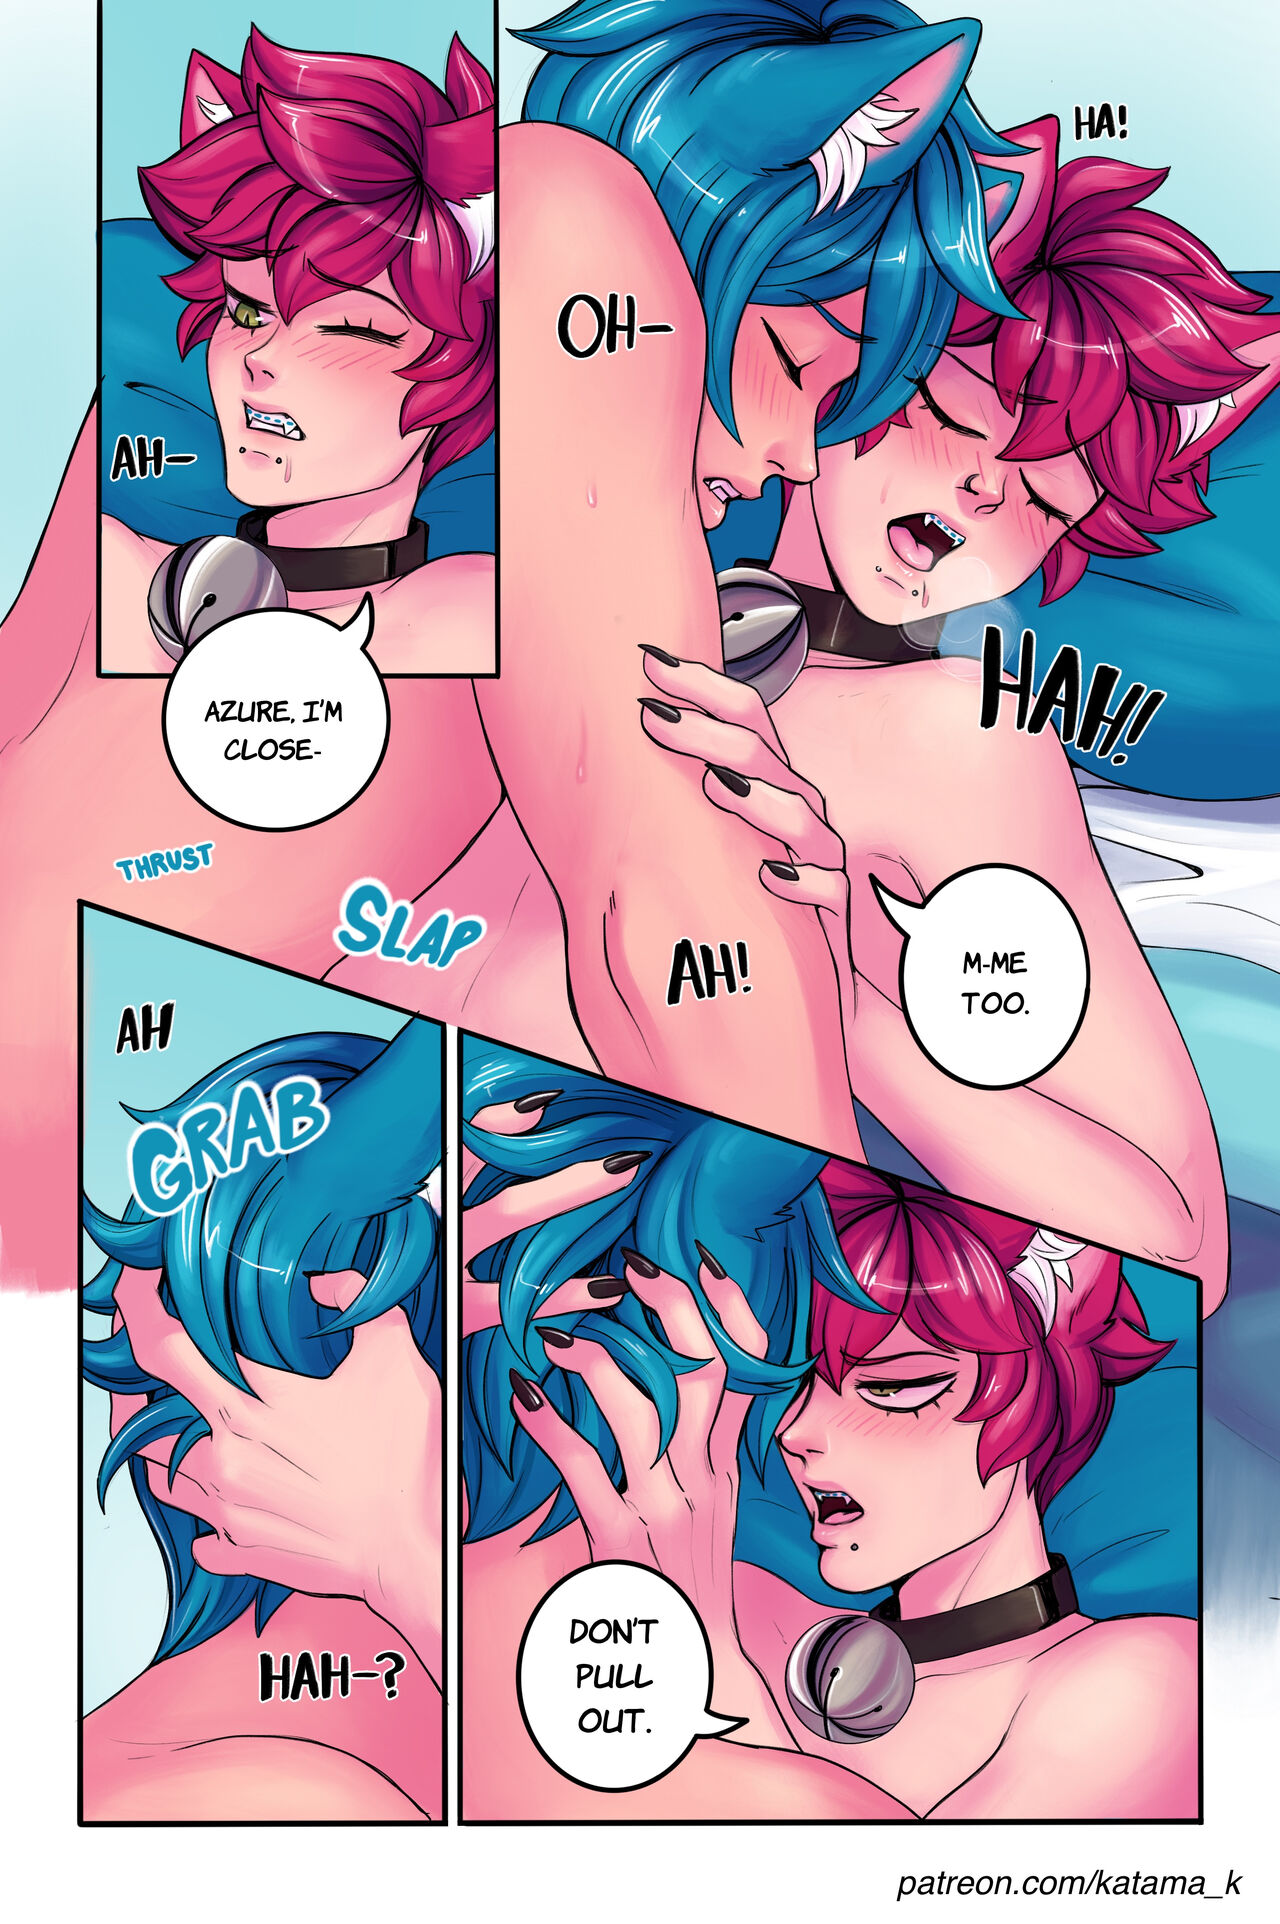 AH-
AZURE, I'M
CLOSE-
HA!
OH-
HAH!
THRUST
SLAP
AH!
M-ME
TOO.
AH
GRAB
HAH-?
DON'T
PULL
OUT.
patreon.com/katama_k